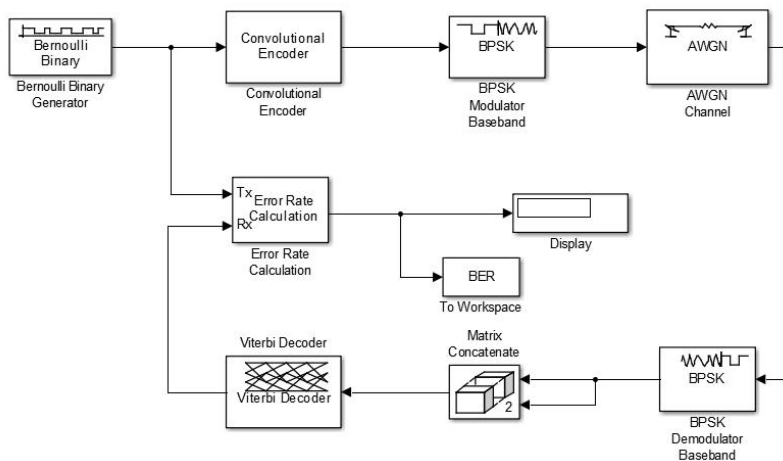 Bernoulli
Binary
Bernoulli Binary
Generator
Convolutional
Encoder
Convolutional
Encoder
BPSK
BPSK
Modulator
Baseband
AWGN
AWGN
Channel
Tx
Rx
Error Rate
Calculation
Error Rate
Calculation
Display
BER
To Workspace
Viterbi Decoder
Viterbi Decoder
Matrix
Concatenate
2
BPSK
BPSK
Demodulator
Baseband